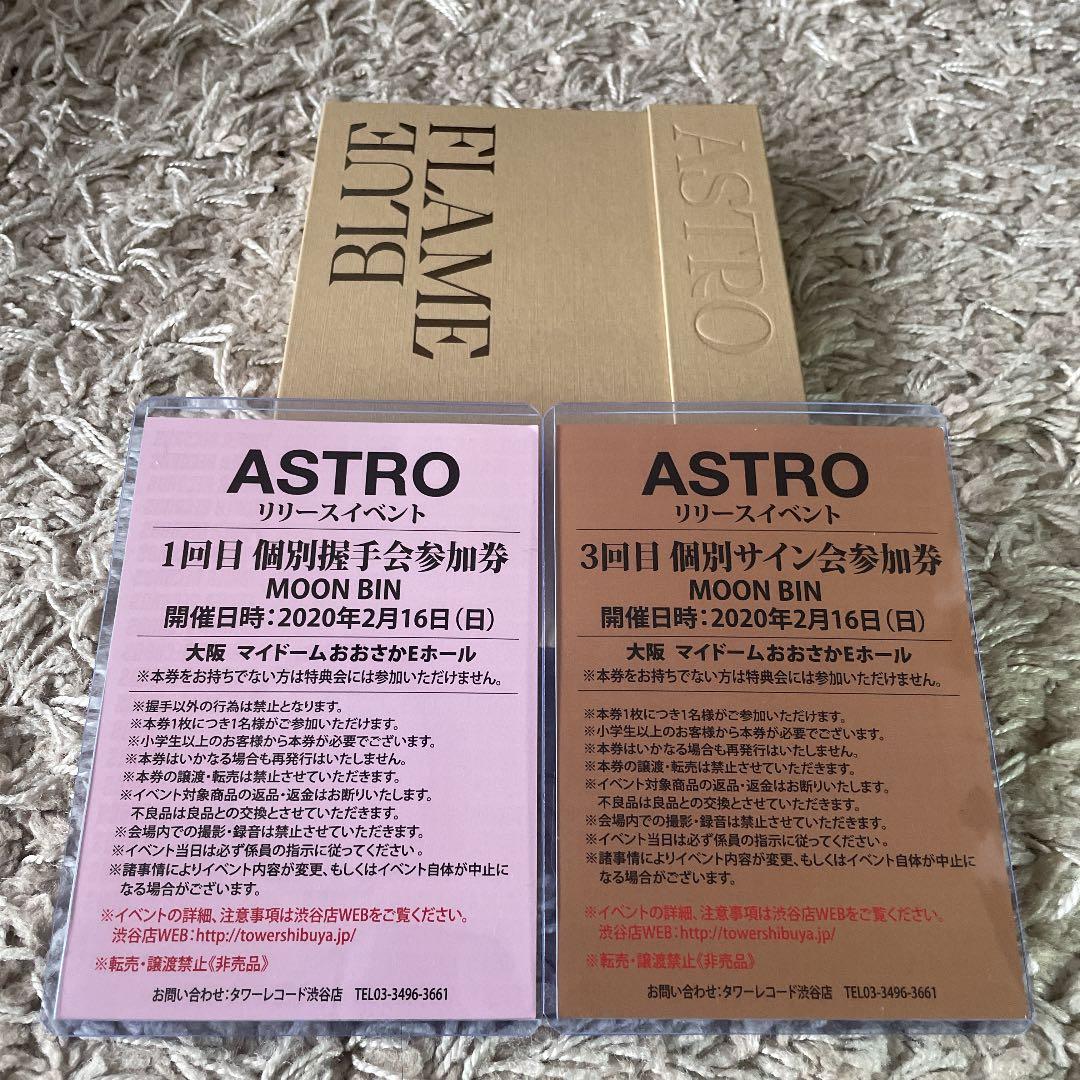 BLUE
FLAME
ASTRO
ASTRO
リリースイベント
1回目 個別握手会参加券
MOON BIN
開催日時：2020年2月16日（日）
大阪 マイドームおおさかEホール
※本券をお持ちでない方は特典会には参加いただけません。
※握手以外の行為は禁止となります。
※本券1枚につき1名様がご参加いただけます。
※小学生以上のお客様から本券が必要でございます。
※本券はいかなる場合も再発行はいたしません。
※本券の譲渡・転売は禁止させていただきます。
※イベント対象商品の返品・返金はお断りいたします。
不良品は良品との交換とさせていただきます。
※会場内での撮影・録音は禁止させていただきます。
※イベント当日は必ず係員の指示に従ってください。
※諸事情によりイベント内容が変更、もしくはイベント自体が中止に
なる場合がございます。
※イベントの詳細、注意事項は渋谷店WEBをご覧ください。
渋谷店WEB：http://towershibuya.jp/
※転売・譲渡禁止《非売品》
お問い合わせ：タワーレコード渋谷店 TEL03-3496-3661
ASTRO
リリースイベント
3回目 個別サイン会参加券
MOON BIN
開催日時：2020年2月16日（日）
大阪 マイドームおおさかEホール
※本券をお持ちでない方は特典会には参加いただけません。
※本券1枚につき1名様がご参加いただけます。
※小学生以上のお客様から本券が必要でございます。
※本券はいかなる場合も再発行はいたしません。
※本券の譲渡・転売は禁止させていただきます。
※イベント対象商品の返品・返金はお断りいたします。
不良品は良品との交換とさせていただきます。
※会場内での撮影・録音は禁止させていただきます。
※イベント当日は必ず係員の指示に従ってください。
※諸事情によりイベント内容が変更、もしくはイベント自体が中止に
なる場合がございます。
※イベントの詳細、注意事項は渋谷店WEBをご覧ください。
渋谷店WEB：http://towershibuya.jp/
※転売・譲渡禁止《非売品》
お問い合わせ：タワーレコード渋谷店 TEL03-3496-3661